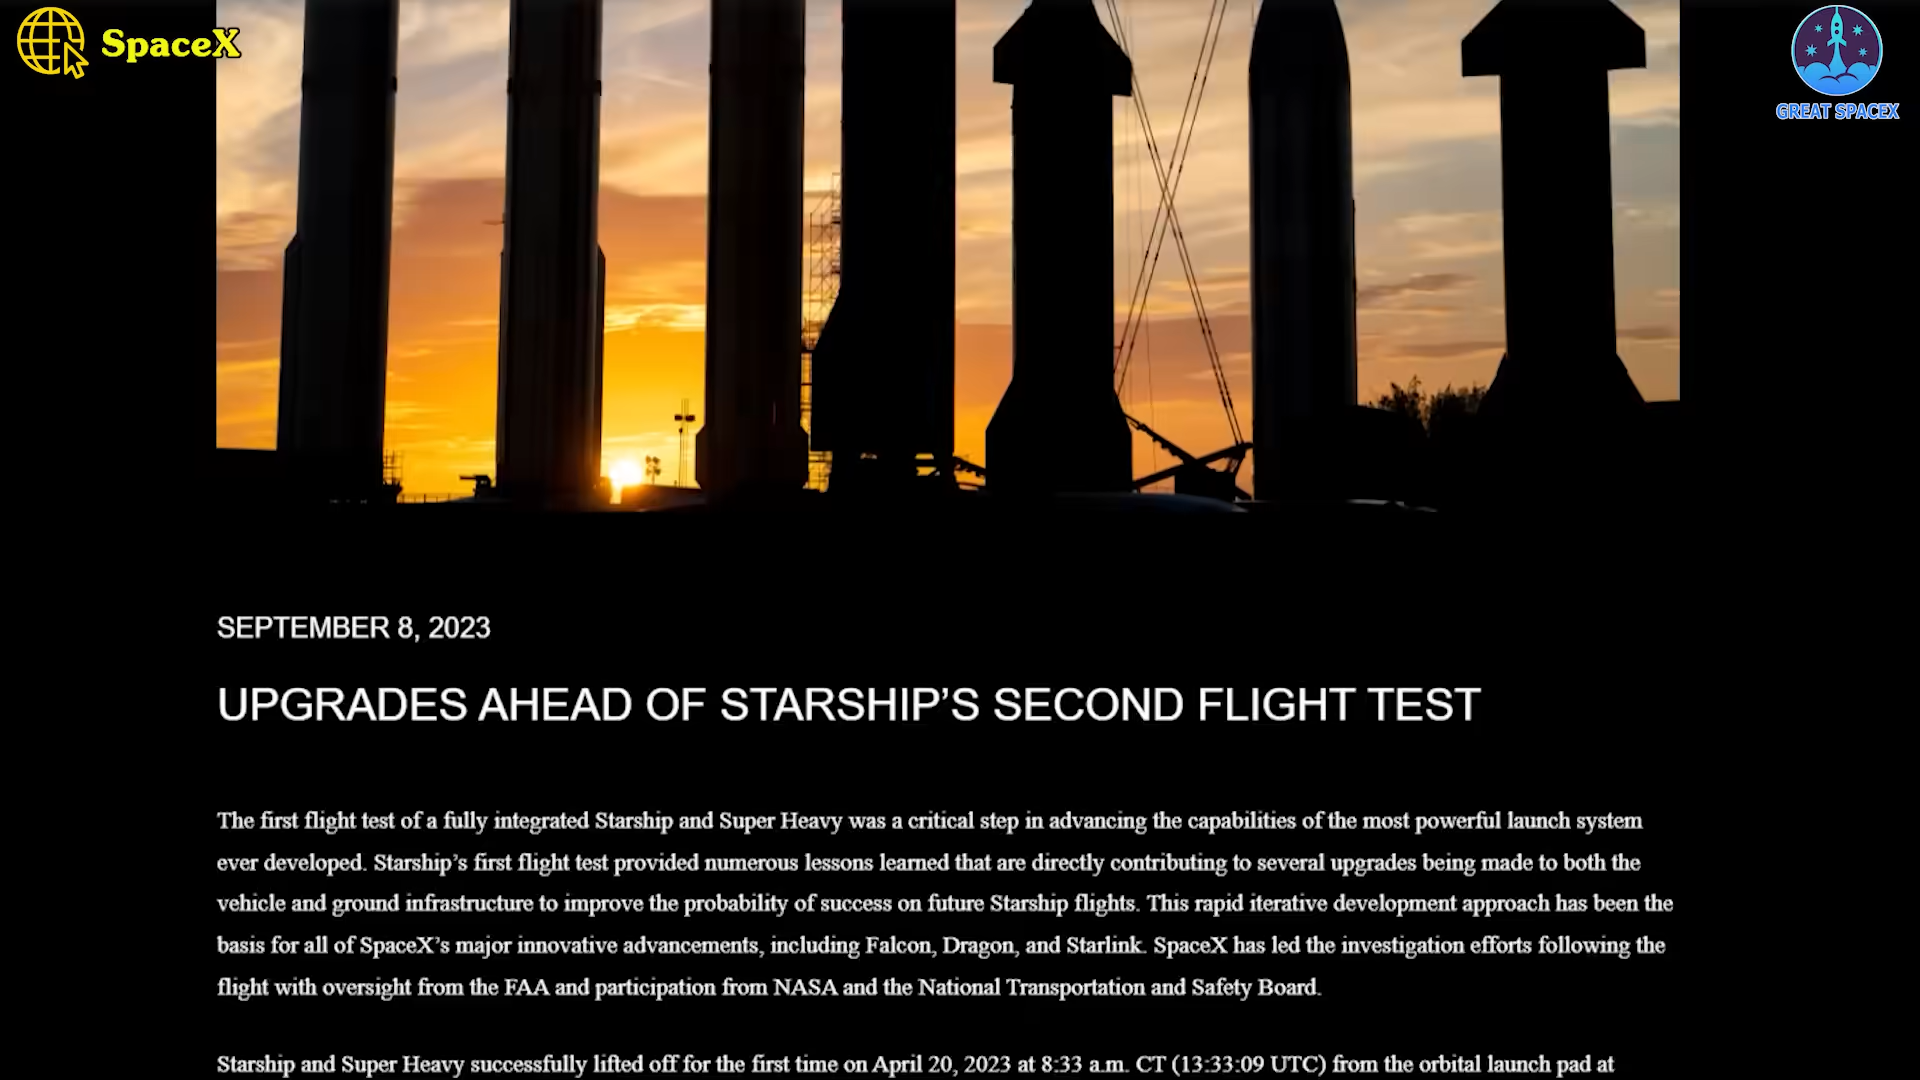 SpaceX
GREAT SPACEX
SEPTEMBER 8, 2023
UPGRADES AHEAD OF STARSHIP’S SECOND FLIGHT TEST
The first flight test of a fully integrated Starship and Super Heavy was a critical step in advancing the capabilities of the most powerful launch system
ever developed. Starship’s first flight test provided numerous lessons learned that are directly contributing to several upgrades being made to both the
vehicle and ground infrastructure to improve the probability of success on future Starship flights. This rapid iterative development approach has been the
basis for all of SpaceX’s major innovative advancements, including Falcon, Dragon, and Starlink. SpaceX has led the investigation efforts following the
flight with oversight from the FAA and participation from NASA and the National Transportation and Safety Board.
Starship and Super Heavy successfully lifted off for the first time on April 20, 2023 at 8:33 a.m. CT (13:33:09 UTC) from the orbital launch pad at